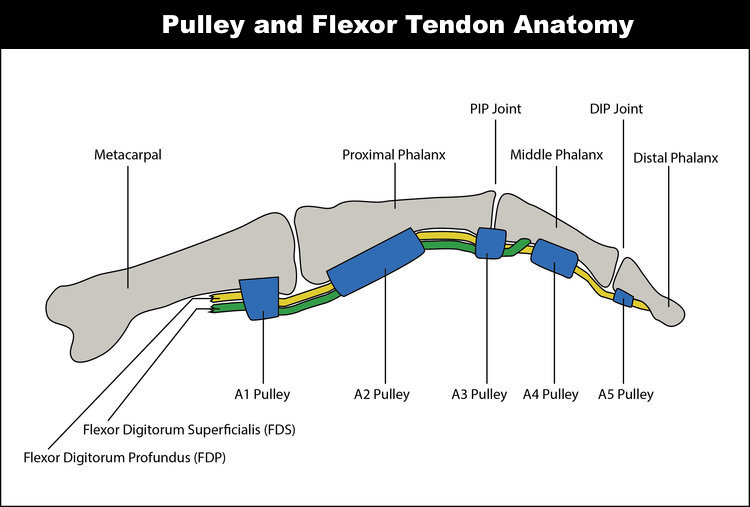 Pulley and Flexor Tendon Anatomy
PIP Joint
DIP Joint
Metacarpal
Proximal Phalanx
Middle Phalanx
Distal Phalanx
A1 Pulley
A2 Pulley
A3 Pulley
A4 Pulley
A5 Pulley
Flexor Digitorum Superficialis (FDS)
Flexor Digitorum Profundus (FDP)